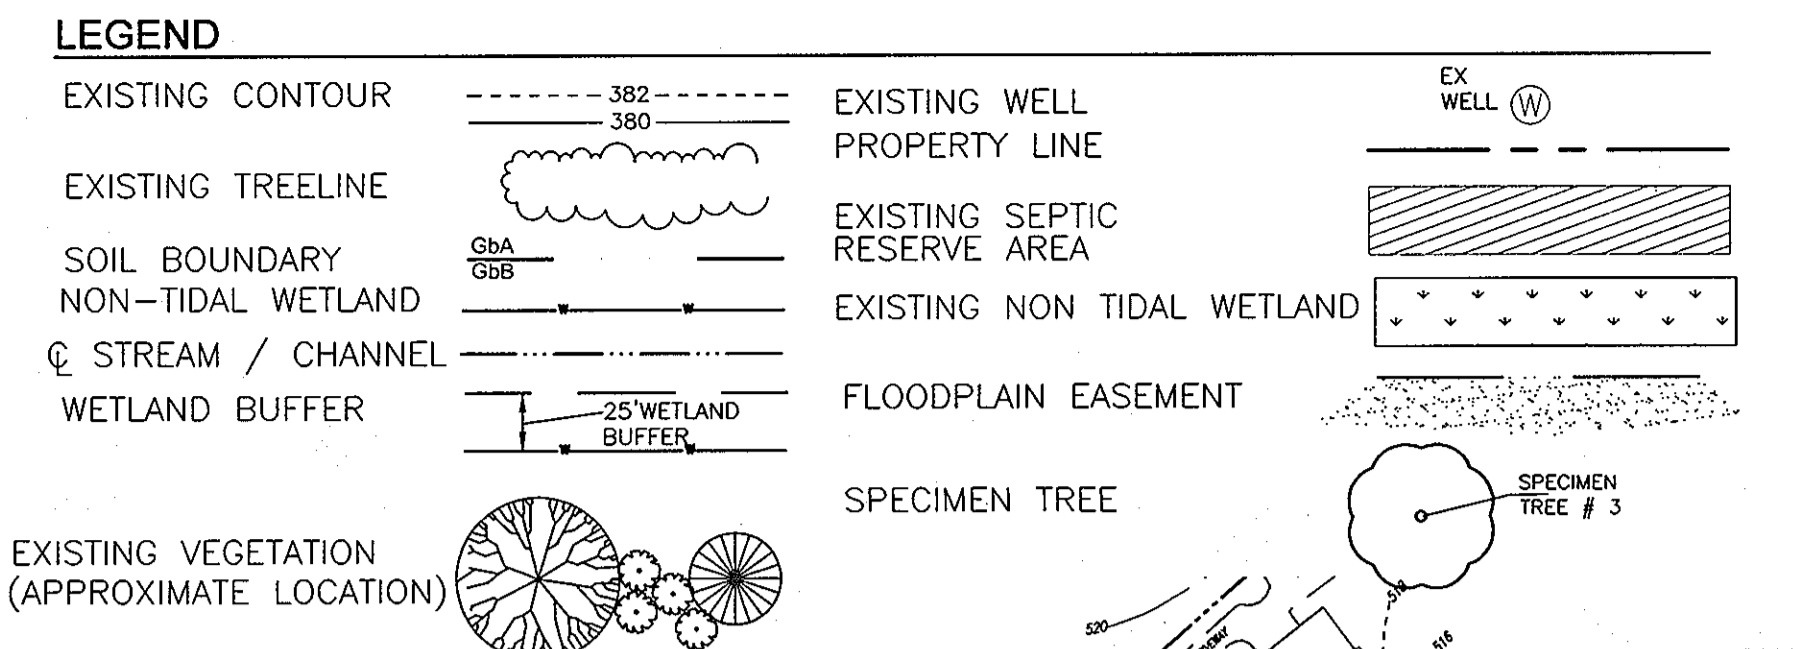 LEGEND
EXISTING CONTOUR
382
380
EXISTING TREELINE
SOIL BOUNDARY
GbA
GbB
NON-TIDAL WETLAND
W W
℄ STREAM / CHANNEL
WETLAND BUFFER
25'WETLAND
BUFFER
W W
EXISTING VEGETATION
(APPROXIMATE LOCATION)
EXISTING WELL
EX
WELL W
PROPERTY LINE
EXISTING SEPTIC
RESERVE AREA
EXISTING NON TIDAL WETLAND
FLOODPLAIN EASEMENT
SPECIMEN TREE
SPECIMEN
TREE # 3
520
518
516